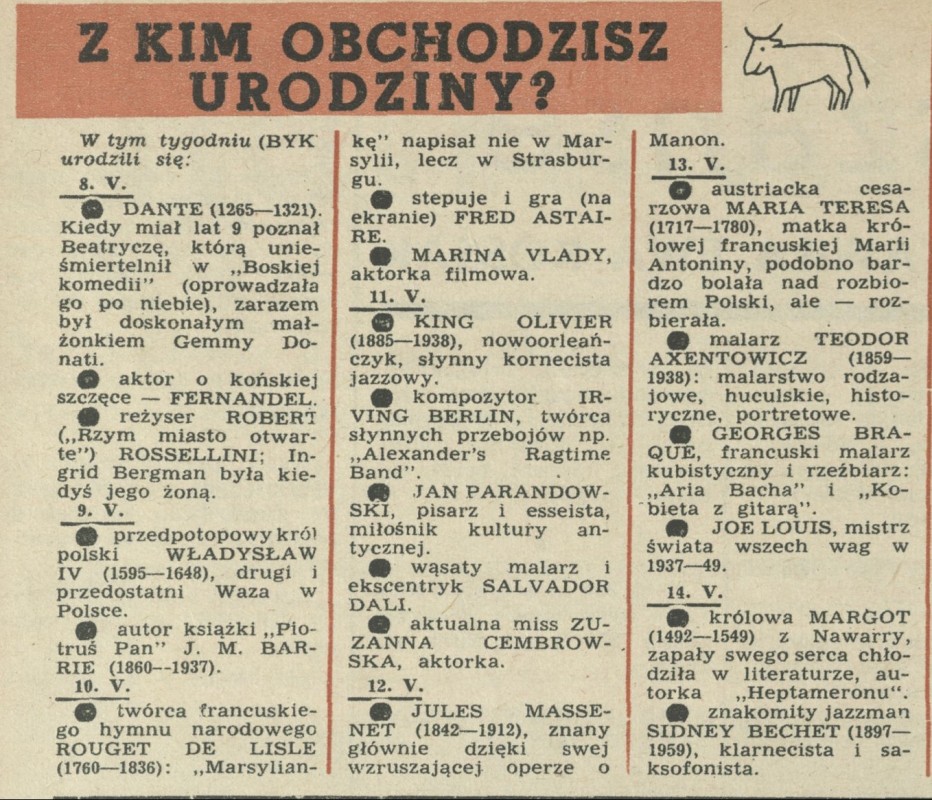 Z KIM OBCHODZISZ
URODZINY?
W tym tygodniu (BYK
urodzili się:
8. V.
● DANTE (1265—1321).
Kiedy miał lat 9 poznał
Beatryczę, którą unie-
śmiertelnił w „Boskiej
komedii" (oprowadzała
go po niebie), zarazem
był doskonałym mał-
żonkiem Gemmy Do-
nati.
● aktor o końskiej
szczęce — FERNANDEL.
● reżyser ROBERT
(„Rzym miasto otwar-
te") ROSSELLINI; In-
grid Bergman była kie-
dyś jego żoną.
9. V.
● przedpotopowy król
polski WŁADYSŁAW
IV (1595—1648), drugi i
przedostatni Waza w
Polsce.
● autor książki „Pio-
truś Pan" J. M. BAR-
RIE (1860--1937).
10. V.
● twórca francuskie-
go hymnu narodowego
ROUGET DE LISLE
(1760—1836): „Marsylian-
kę" napisał nie w Mar-
sylii, lecz w Strasbur-
gu.
● stepuje i gra (na
ekranie) FRED ASTAI-
RE.
● MARINA VLADY,
aktorka filmowa.
11. V.
● KING OLIVIER
(1885—1938), nowoorleań-
czyk, słynny kornecista
jazzowy.
● kompozytor IR-
VING BERLIN, twórca
słynnych przebojów np.
„Alexander's Ragtime
Band".
● JAN PARANDOW-
SKI, pisarz i esseista,
miłośnik kultury an-
tycznej.
● wąsaty malarz i
ekscentryk SALVADOR
DALI.
● aktualna miss ZU-
ZANNA CEMBROW-
SKA, aktorka.
12. V.
● JULES MASSE-
NET (1842—1912), znany
głównie dzięki swej
wzruszającej operze o
Manon.
13. V.
● austriacka cesa-
rzowa MARIA TERESA
(1717—1780), matka kró-
lowej francuskiej Marii
Antoniny, podobno bar-
dzo bolała nad rozbio-
rem Polski, ale — roz-
bierała.
● malarz TEODOR
AXENTOWICZ (1859—
1938): malarstwo rodza-
jowe, huculskie, histo-
ryczne, portretowe.
● GEORGES BRA-
QUE, francuski malarz
kubistyczny i rzeźbiarz:
„Aria Bacha" i „Ko-
bieta z gitarą".
● JOE LOUIS, mistrz
świata wszech wag w
1937—49.
14. V.
● królowa MARGOT
(1492—1549) z Nawarry,
zapały swego serca chło-
dziła w literaturze, au-
torka „Heptameronu".
● znakomity jazzman
SIDNEY BECHET (1897—
1959), klarnecista i sa-
ksofonista.